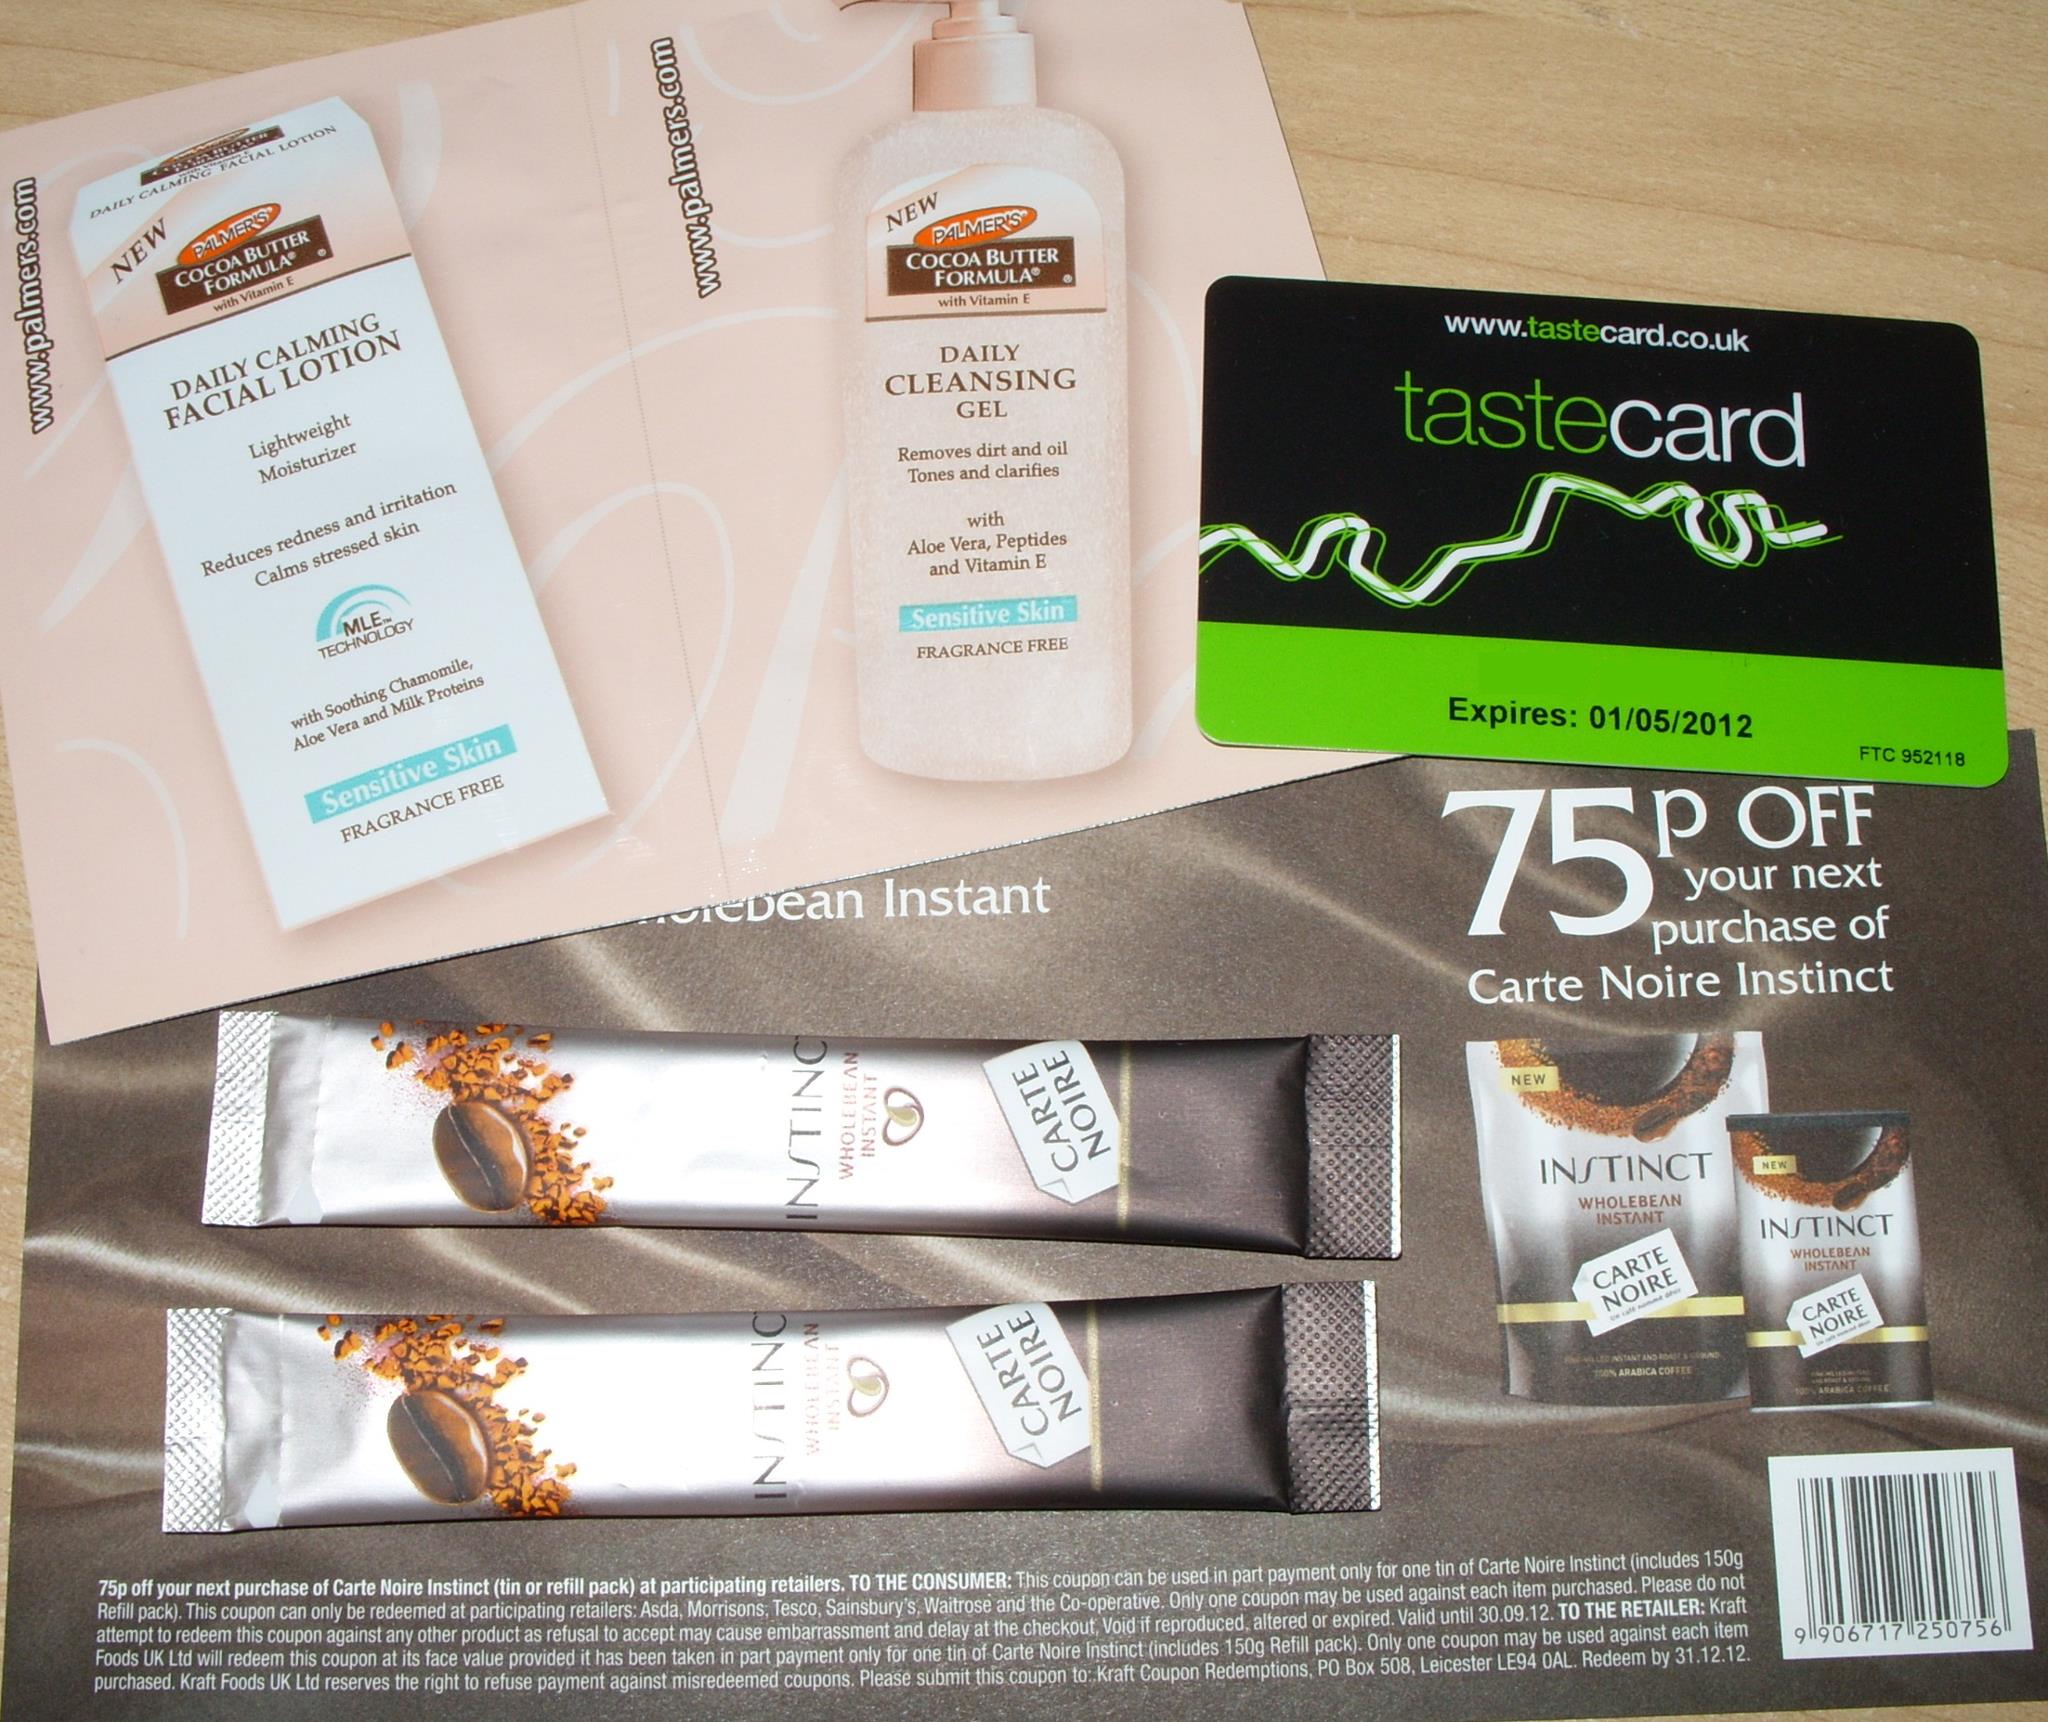 www.palmers.com
DAILY CALMING FACIAL LOTION
NEW
PALMER'S®
COCOA BUTTER
FORMULA®
with Vitamin E
DAILY CALMING
FACIAL LOTION
Lightweight
Moisturizer
Reduces redness and irritation
Calms stressed skin
MLE™
TECHNOLOGY
with Soothing Chamomile,
Aloe Vera and Milk Proteins
Sensitive Skin
FRAGRANCE FREE
www.palmers.com
NEW
PALMER'S®
COCOA BUTTER
FORMULA®
with Vitamin E
DAILY
CLEANSING
GEL
Removes dirt and oil
Tones and clarifies
with
Aloe Vera, Peptides
and Vitamin E
Sensitive Skin
FRAGRANCE FREE
www.tastecard.co.uk
tastecard
Expires: 01/05/2012
FTC 952118
Instant
75p OFF
your next
purchase of
Carte Noire Instinct
INSTINC
WHOLEBEAN
INSTANT
CARTE
NOIRE
INSTINC
WHOLEBEAN
INSTANT
CARTE
NOIRE
NEW
INSTINCT
WHOLEBEAN
INSTANT
CARTE
NOIRE
un café nommé désir
100% ARABICA COFFEE
NEW
INSTINCT
WHOLEBEAN
INSTANT
CARTE
NOIRE
100% ARABICA COFFEE
75p off your next purchase of Carte Noire Instinct (tin or refill pack) at participating retailers. TO THE CONSUMER: This coupon can be used in part payment only for one tin of Carte Noire Instinct (includes 150g
Refill pack). This coupon can only be redeemed at participating retailers: Asda, Morrisons, Tesco, Sainsbury's, Waitrose and the Co-operative. Only one coupon may be used against each item purchased. Please do not
attempt to redeem this coupon against any other product as refusal to accept may cause embarrassment and delay at the checkout. Void if reproduced, altered or expired. Valid until 30.09.12. TO THE RETAILER: Kraft
Foods UK Ltd will redeem this coupon at its face value provided it has been taken in part payment only for one tin of Carte Noire Instinct (includes 150g Refill pack). Only one coupon may be used against each item
purchased. Kraft Foods UK Ltd reserves the right to refuse payment against misredeemed coupons. Please submit this coupon to: Kraft Coupon Redemptions, PO Box 508, Leicester LE94 0AL. Redeem by 31.12.12.
9 906717 250756